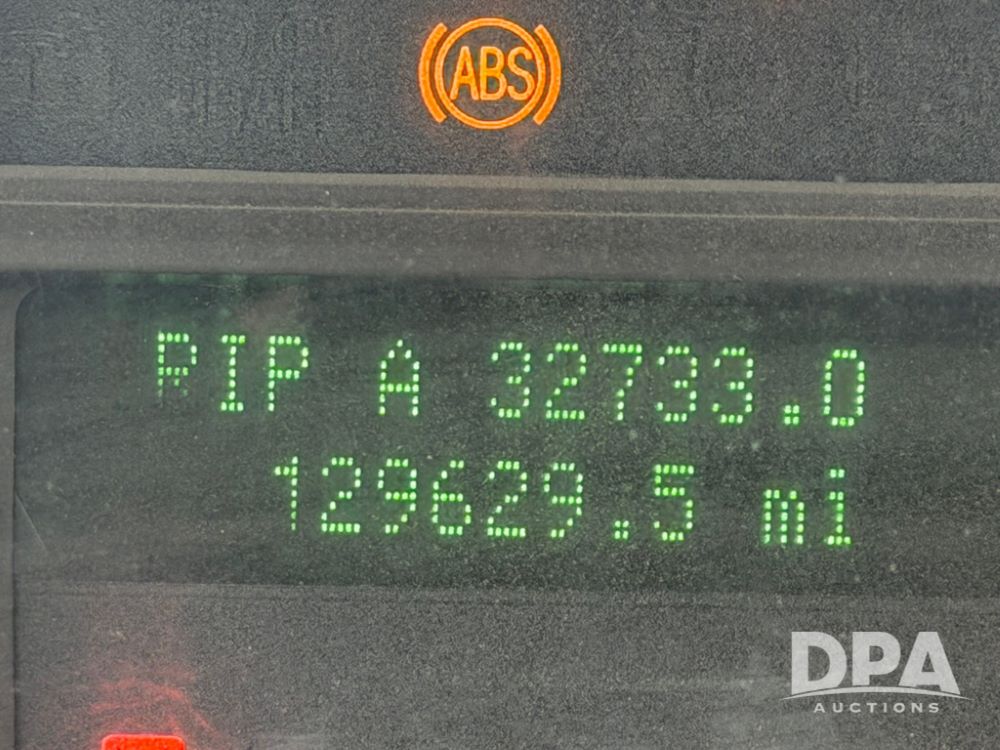 ABS
RIP A 32733.0
129629.5 mi
DPA
AUCTIONS